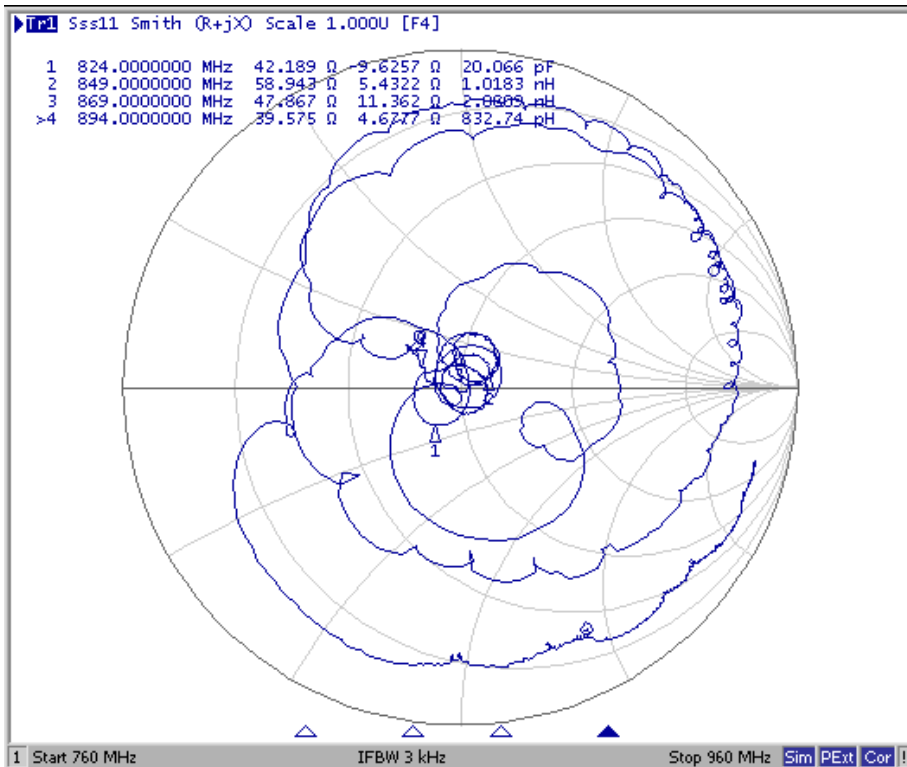 Tr1 Sss11 Smith (R+jX) Scale 1.000U [F4]
1 824.0000000 MHz 42.189 Ω -9.6257 Ω 20.066 pF
2 849.0000000 MHz 58.943 Ω 5.4322 Ω 1.0183 nH
3 869.0000000 MHz 47.867 Ω 11.362 Ω 2.0809 nH
>4 894.0000000 MHz 39.575 Ω 4.6777 Ω 832.74 pH
1
1 Start 760 MHz IFBW 3 kHz Stop 960 MHz Sim PExt Cor !